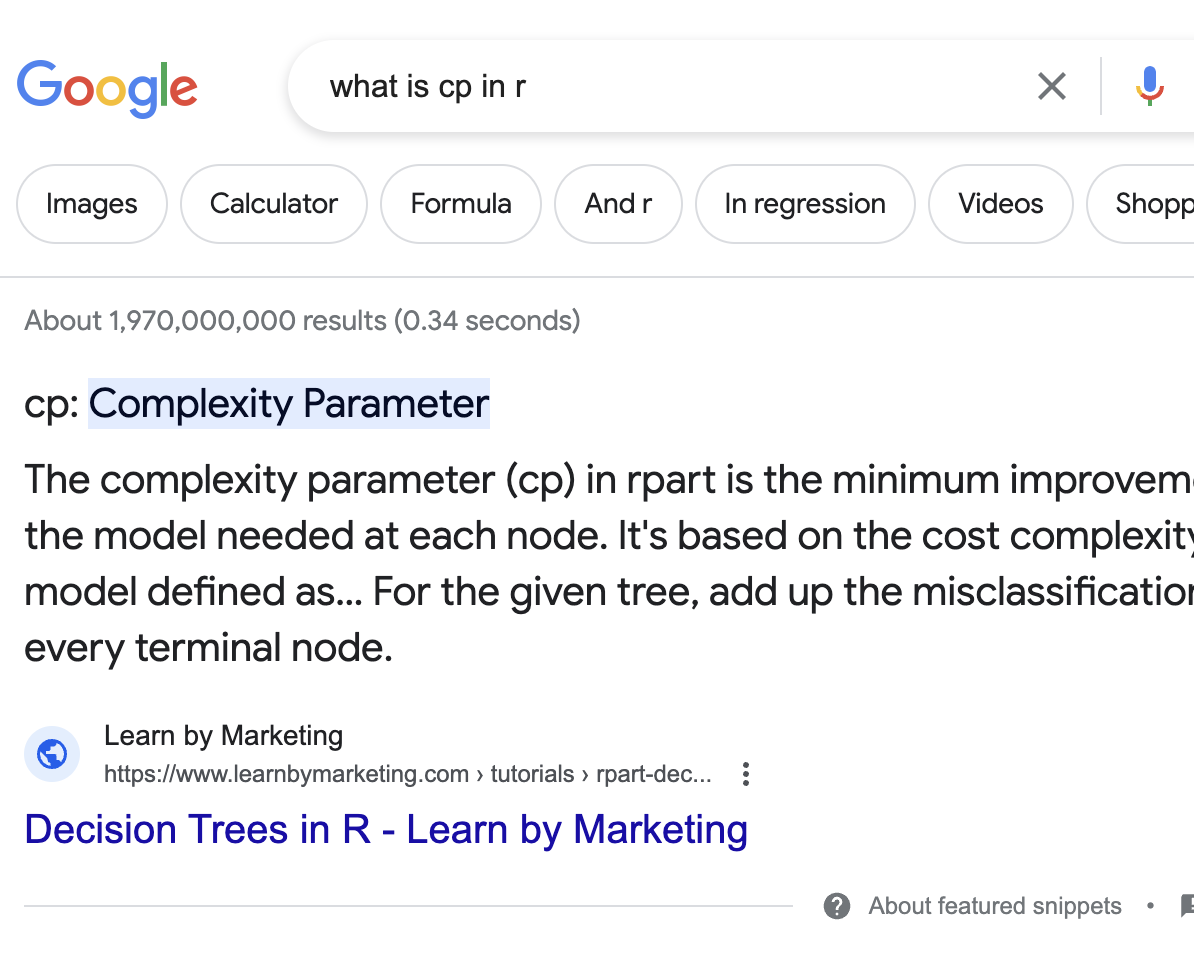 Google
what is cp in r
Images
Calculator
Formula
And r
In regression
Videos
Shopp
About 1,970,000,000 results (0.34 seconds)
cp: Complexity Parameter
The complexity parameter (cp) in rpart is the minimum improvem
the model needed at each node. It's based on the cost complexity
model defined as... For the given tree, add up the misclassification
every terminal node.
Learn by Marketing
https://www.learnbymarketing.com › tutorials › rpart-dec...
Decision Trees in R - Learn by Marketing
About featured snippets •